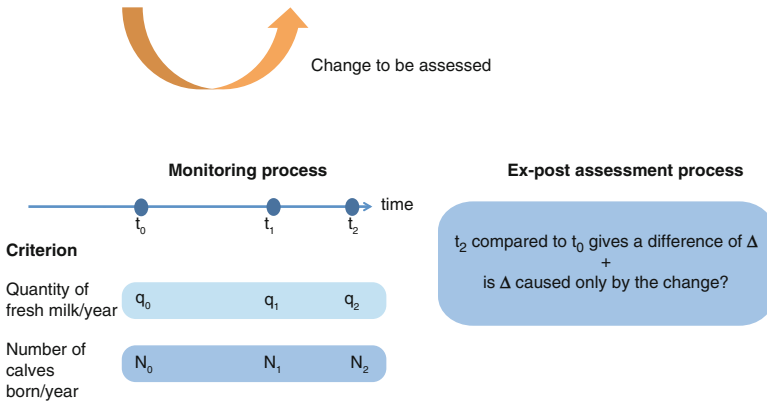 Change to be assessed
Monitoring process
Ex-post assessment process
time
t₀ t₁ t₂
Criterion
Quantity of
fresh milk/year
q₀ q₁ q₂
Number of
calves
born/year
N₀ N₁ N₂
t₂ compared to t₀ gives a difference of Δ
+
is Δ caused only by the change?